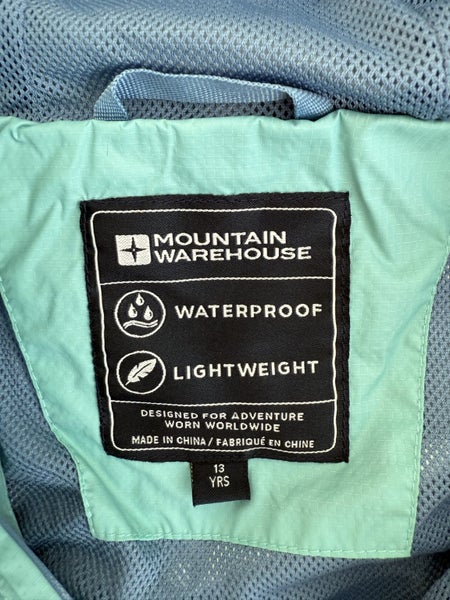 MOUNTAIN
WAREHOUSE
WATERPROOF
LIGHTWEIGHT
DESIGNED FOR ADVENTURE
WORN WORLDWIDE
MADE IN CHINA / FABRIQUÉ EN CHINE
13
YRS